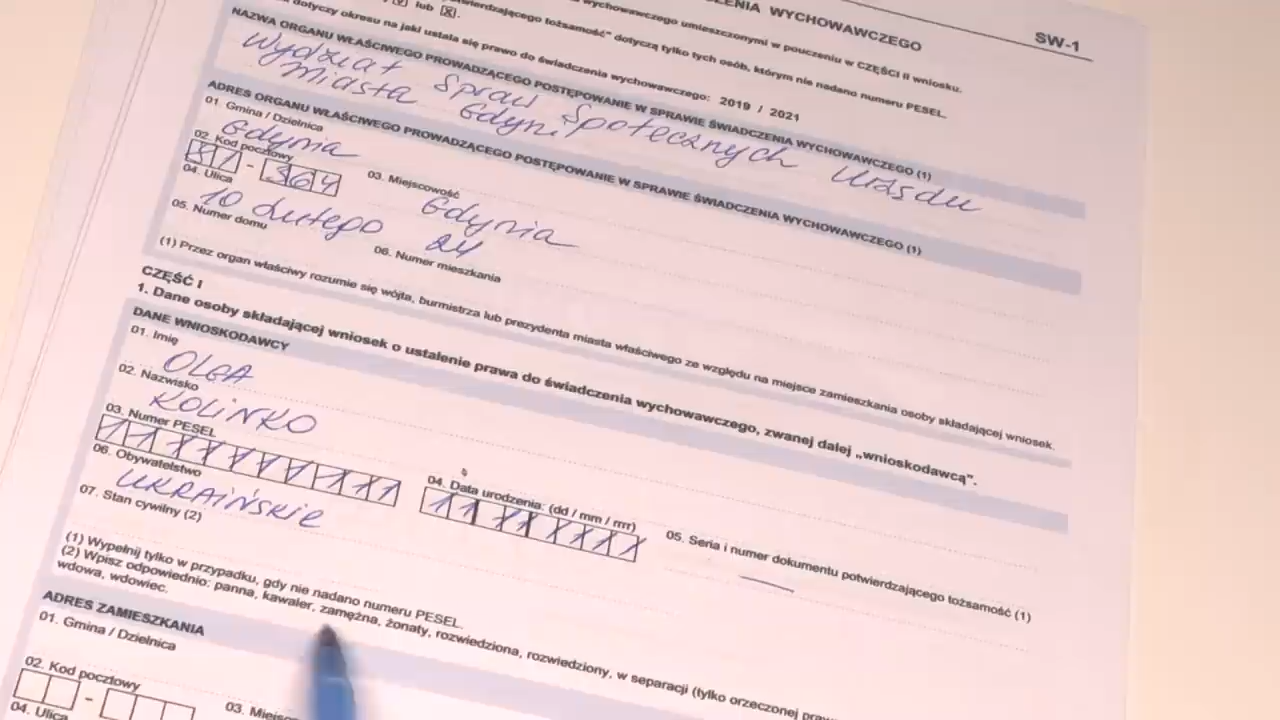 ENIA WYCHOWAWCZEGO
SW-1
lub
wychowawczego umieszczonymi w pouczeniu w CZĘŚCI II wniosku.
twierdzającego tożsamość" dotyczą tylko tych osób, którym nie nadano numeru PESEL.
dotyczy okresu na jaki ustala się prawo do świadczenia wychowawczego: 2019 / 2021
NAZWA ORGANU WŁAŚCIWEGO PROWADZĄCEGO POSTĘPOWANIE W SPRAWIE ŚWIADCZENIA WYCHOWAWCZEGO (1)
Wydział Spraw Społecznych Urzędu
Miasta Gdyni
ADRES ORGANU WŁAŚCIWEGO PROWADZĄCEGO POSTĘPOWANIE W SPRAWIE ŚWIADCZENIA WYCHOWAWCZEGO (1)
01. Gmina / Dzielnica
Gdynia
02. Kod pocztowy
81 - 364
03. Miejscowość
Gdynia
04. Ulica
10 Lutego
05. Numer domu
24
06. Numer mieszkania
(1) Przez organ właściwy rozumie się wójta, burmistrza lub prezydenta miasta właściwego ze względu na miejsce zamieszkania osoby składającej wniosek.
CZĘŚĆ I
1. Dane osoby składającej wniosek o ustalenie prawa do świadczenia wychowawczego, zwanej dalej „wnioskodawcą".
DANE WNIOSKODAWCY
01. Imię
OLGA
02. Nazwisko
KOLINKO
03. Numer PESEL
11111111111
04. Data urodzenia: (dd / mm / rrrr)
11111111
05. Seria i numer dokumentu potwierdzającego tożsamość (1)
06. Obywatelstwo
UKRAIŃSKIE
07. Stan cywilny (2)
(1) Wypełnij tylko w przypadku, gdy nie nadano numeru PESEL.
(2) Wpisz odpowiednio: panna, kawaler, zamężna, żonaty, rozwiedziona, rozwiedziony, w separacji (tylko orzeczonej
wdowa, wdowiec.
ADRES ZAMIESZKANIA
01. Gmina / Dzielnica
02. Kod pocztowy
-
03. Miejsc
04. Ulica